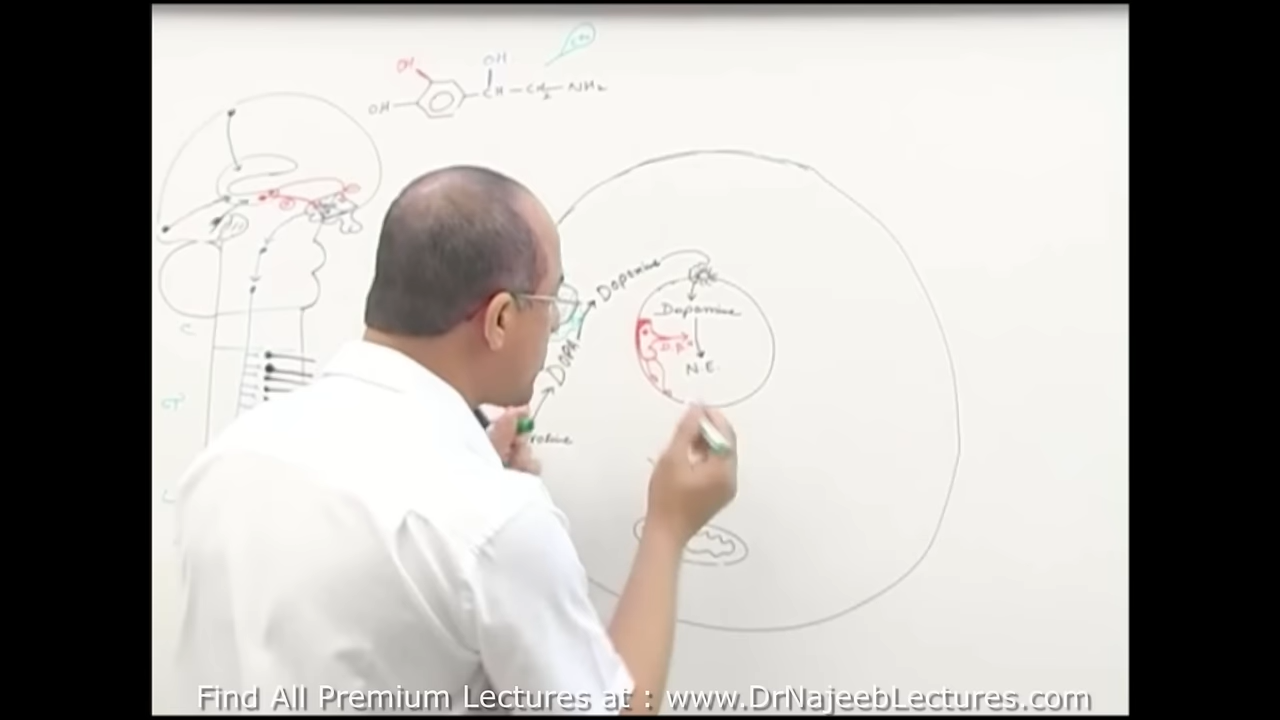 OH
OH
OH
CH — CH2 — NH2
Dopamine
Dopamine
DOPA
N.E.
C
T
Find All Premium Lectures at : www.DrNajeebLectures.com